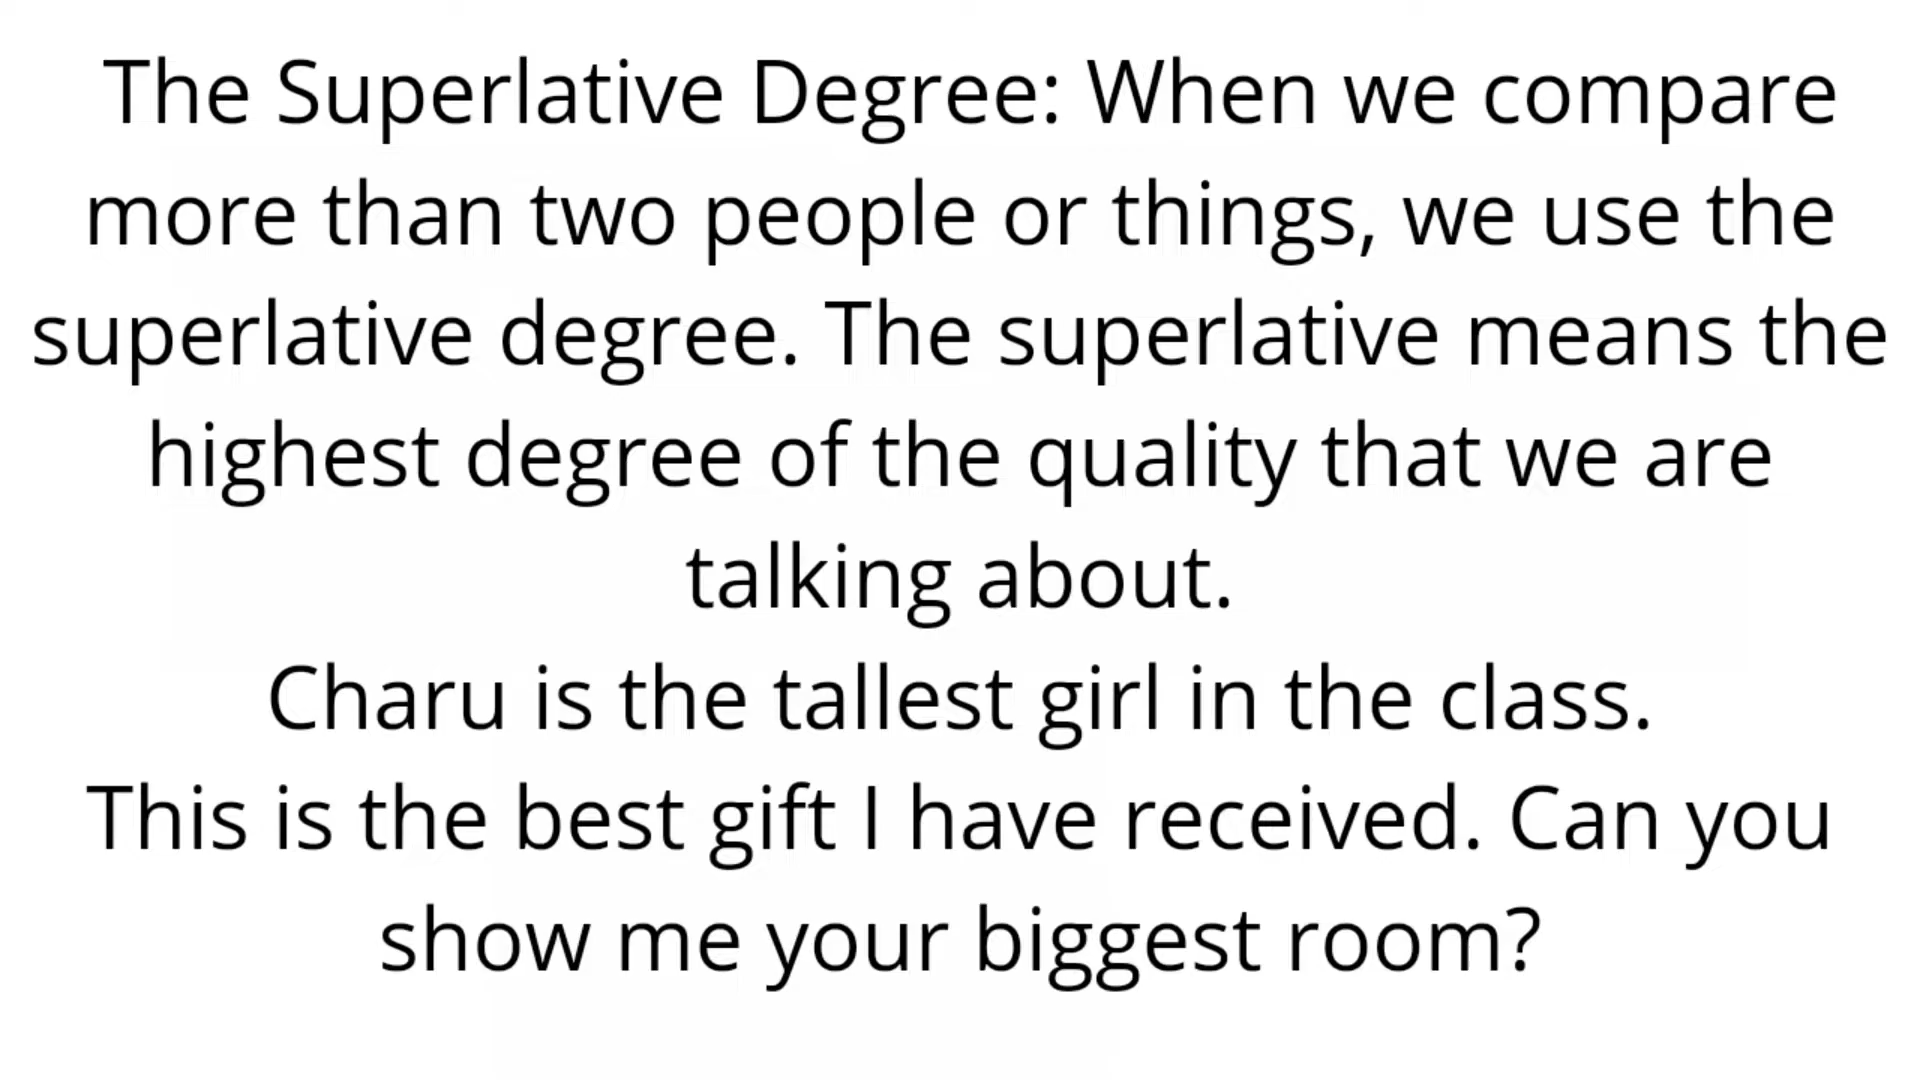 The Superlative Degree: When we compare
more than two people or things, we use the
superlative degree. The superlative means the
highest degree of the quality that we are
talking about.
Charu is the tallest girl in the class.
This is the best gift I have received. Can you
show me your biggest room?